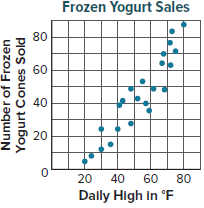 Frozen Yogurt Sales
Number of Frozen
Yogurt Cones Sold
80
60
40
20
0
20 40 60 80
Daily High in °F